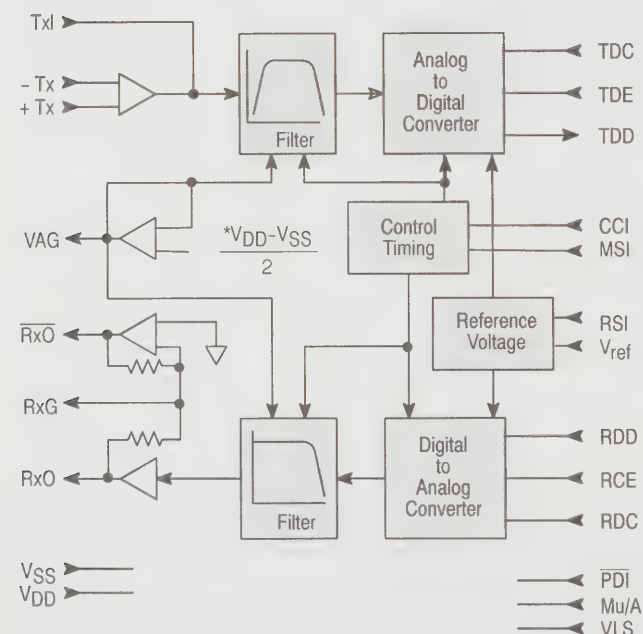 TxI
– Tx
+ Tx
Filter
Analog
to
Digital
Converter
TDC
TDE
TDD
VAG
*VDD–VSS
2
Control
Timing
CCI
MSI
Reference
Voltage
RSI
Vref
RxO
RxG
RxO
Filter
Digital
to
Analog
Converter
RDD
RCE
RDC
VSS
VDD
PDI
Mu/A
VLS